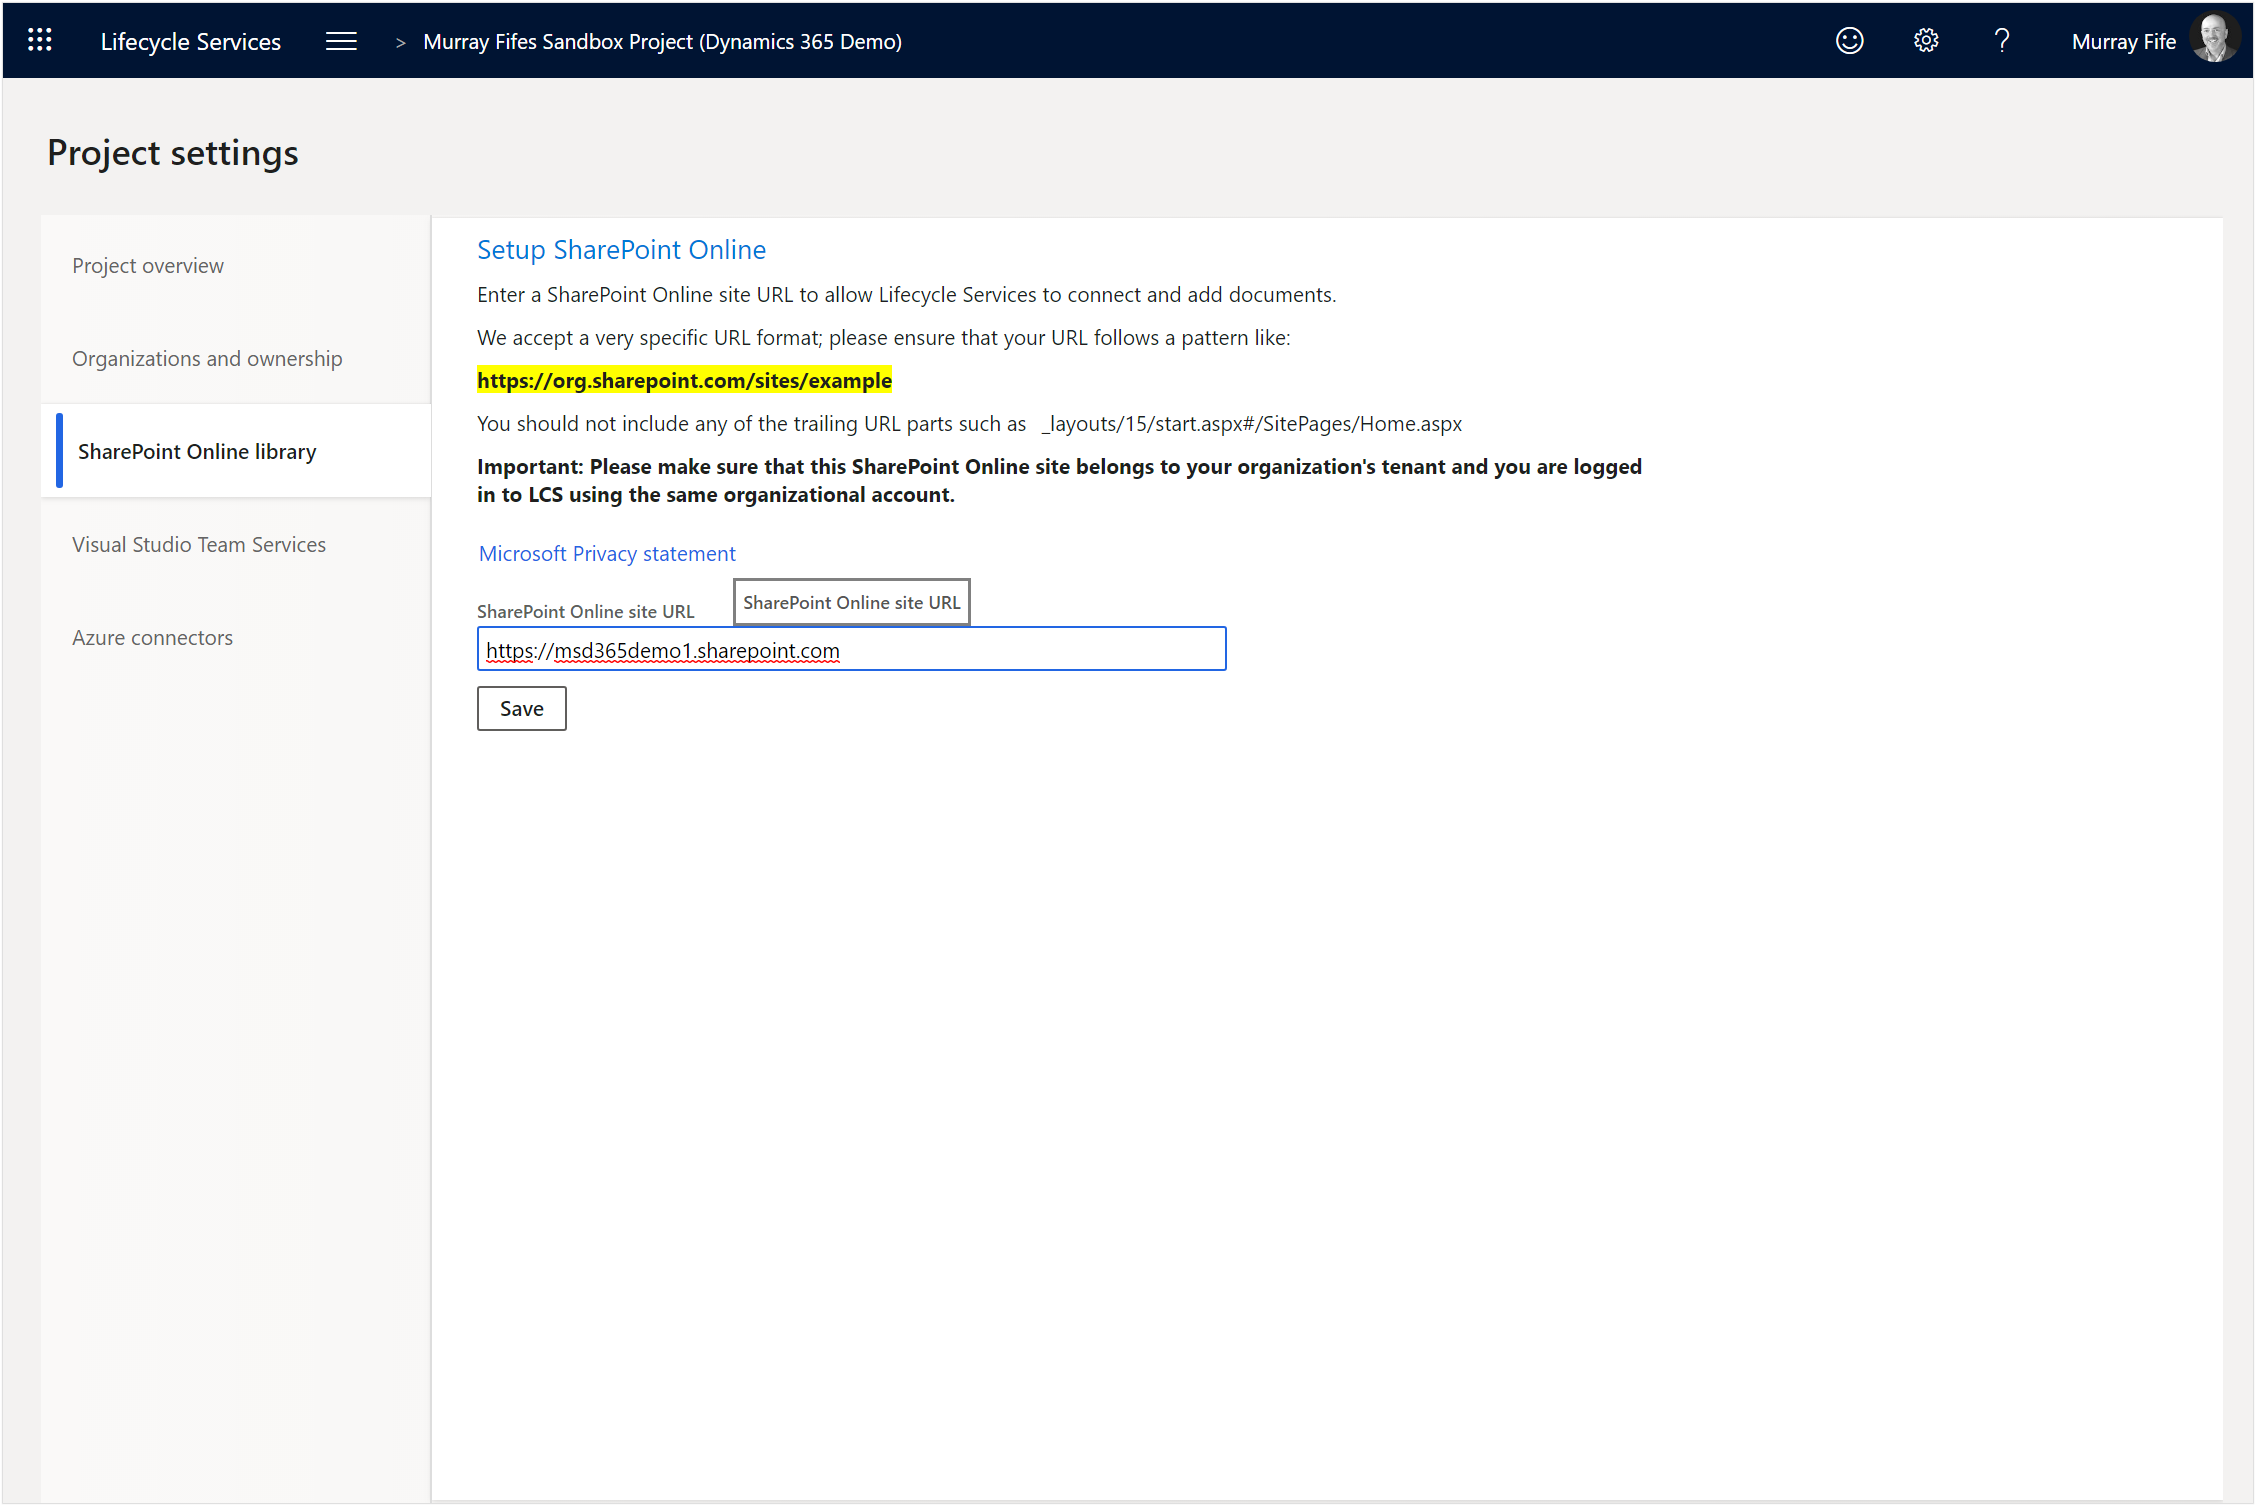 Lifecycle Services > Murray Fifes Sandbox Project (Dynamics 365 Demo) ? Murray Fife
Project settings
Project overview
Organizations and ownership
SharePoint Online library
Visual Studio Team Services
Azure connectors
Setup SharePoint Online
Enter a SharePoint Online site URL to allow Lifecycle Services to connect and add documents.
We accept a very specific URL format; please ensure that your URL follows a pattern like:
https://org.sharepoint.com/sites/example
You should not include any of the trailing URL parts such as _layouts/15/start.aspx#/SitePages/Home.aspx
Important: Please make sure that this SharePoint Online site belongs to your organization's tenant and you are logged
in to LCS using the same organizational account.
Microsoft Privacy statement
SharePoint Online site URL
SharePoint Online site URL
https://msd365demo1.sharepoint.com
Save